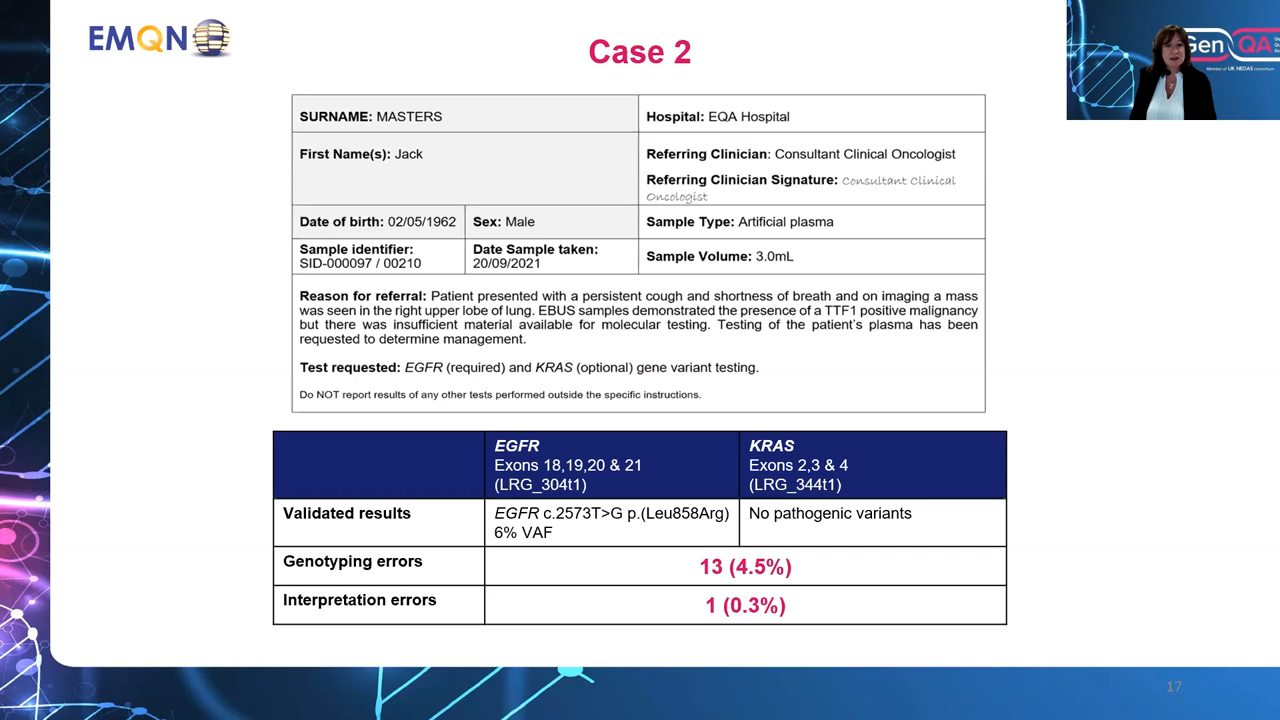 EMQN
Case 2
Gen QA
Member of UK NEQAS consortium
SURNAME: MASTERS
Hospital: EQA Hospital
First Name(s): Jack
Referring Clinician: Consultant Clinical Oncologist
Referring Clinician Signature: Consultant Clinical
Oncologist
Date of birth: 02/05/1962
Sex: Male
Sample Type: Artificial plasma
Sample identifier:
SID-000097 / 00210
Date Sample taken:
20/09/2021
Sample Volume: 3.0mL
Reason for referral: Patient presented with a persistent cough and shortness of breath and on imaging a mass
was seen in the right upper lobe of lung. EBUS samples demonstrated the presence of a TTF1 positive malignancy
but there was insufficient material available for molecular testing. Testing of the patient's plasma has been
requested to determine management.
Test requested: EGFR (required) and KRAS (optional) gene variant testing.
Do NOT report results of any other tests performed outside the specific instructions.
EGFR
Exons 18,19,20 & 21
(LRG_304t1)
KRAS
Exons 2,3 & 4
(LRG_344t1)
Validated results
EGFR c.2573T>G p.(Leu858Arg)
6% VAF
No pathogenic variants
Genotyping errors
13 (4.5%)
Interpretation errors
1 (0.3%)
17